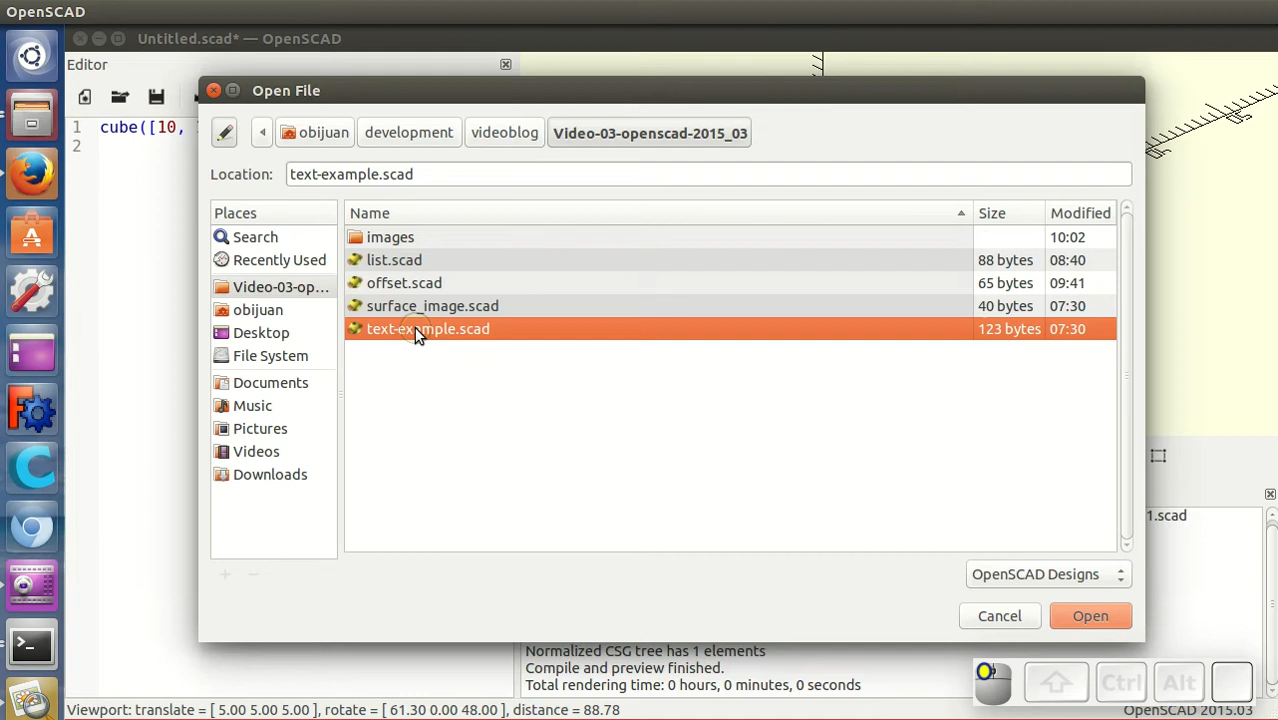 OpenSCAD
Untitled.scad* — OpenSCAD
Editor
1 cube([10,
2
Open File
obijuan development videoblog Video-03-openscad-2015_03
Location: text-example.scad
Places
Search
Recently Used
Video-03-op...
obijuan
Desktop
File System
Documents
Music
Pictures
Videos
Downloads
Name Size Modified
images 10:02
list.scad 88 bytes 08:40
offset.scad 65 bytes 09:41
surface_image.scad 40 bytes 07:30
text-example.scad 123 bytes 07:30
OpenSCAD Designs
Cancel Open
1.scad
Normalized CSG tree has 1 elements
Compile and preview finished.
Total rendering time: 0 hours, 0 minutes, 0 seconds
Ctrl Alt
Viewport: translate = [ 5.00 5.00 5.00 ], rotate = [ 61.30 0.00 48.00 ], distance = 88.78
OpenSCAD 2015.03